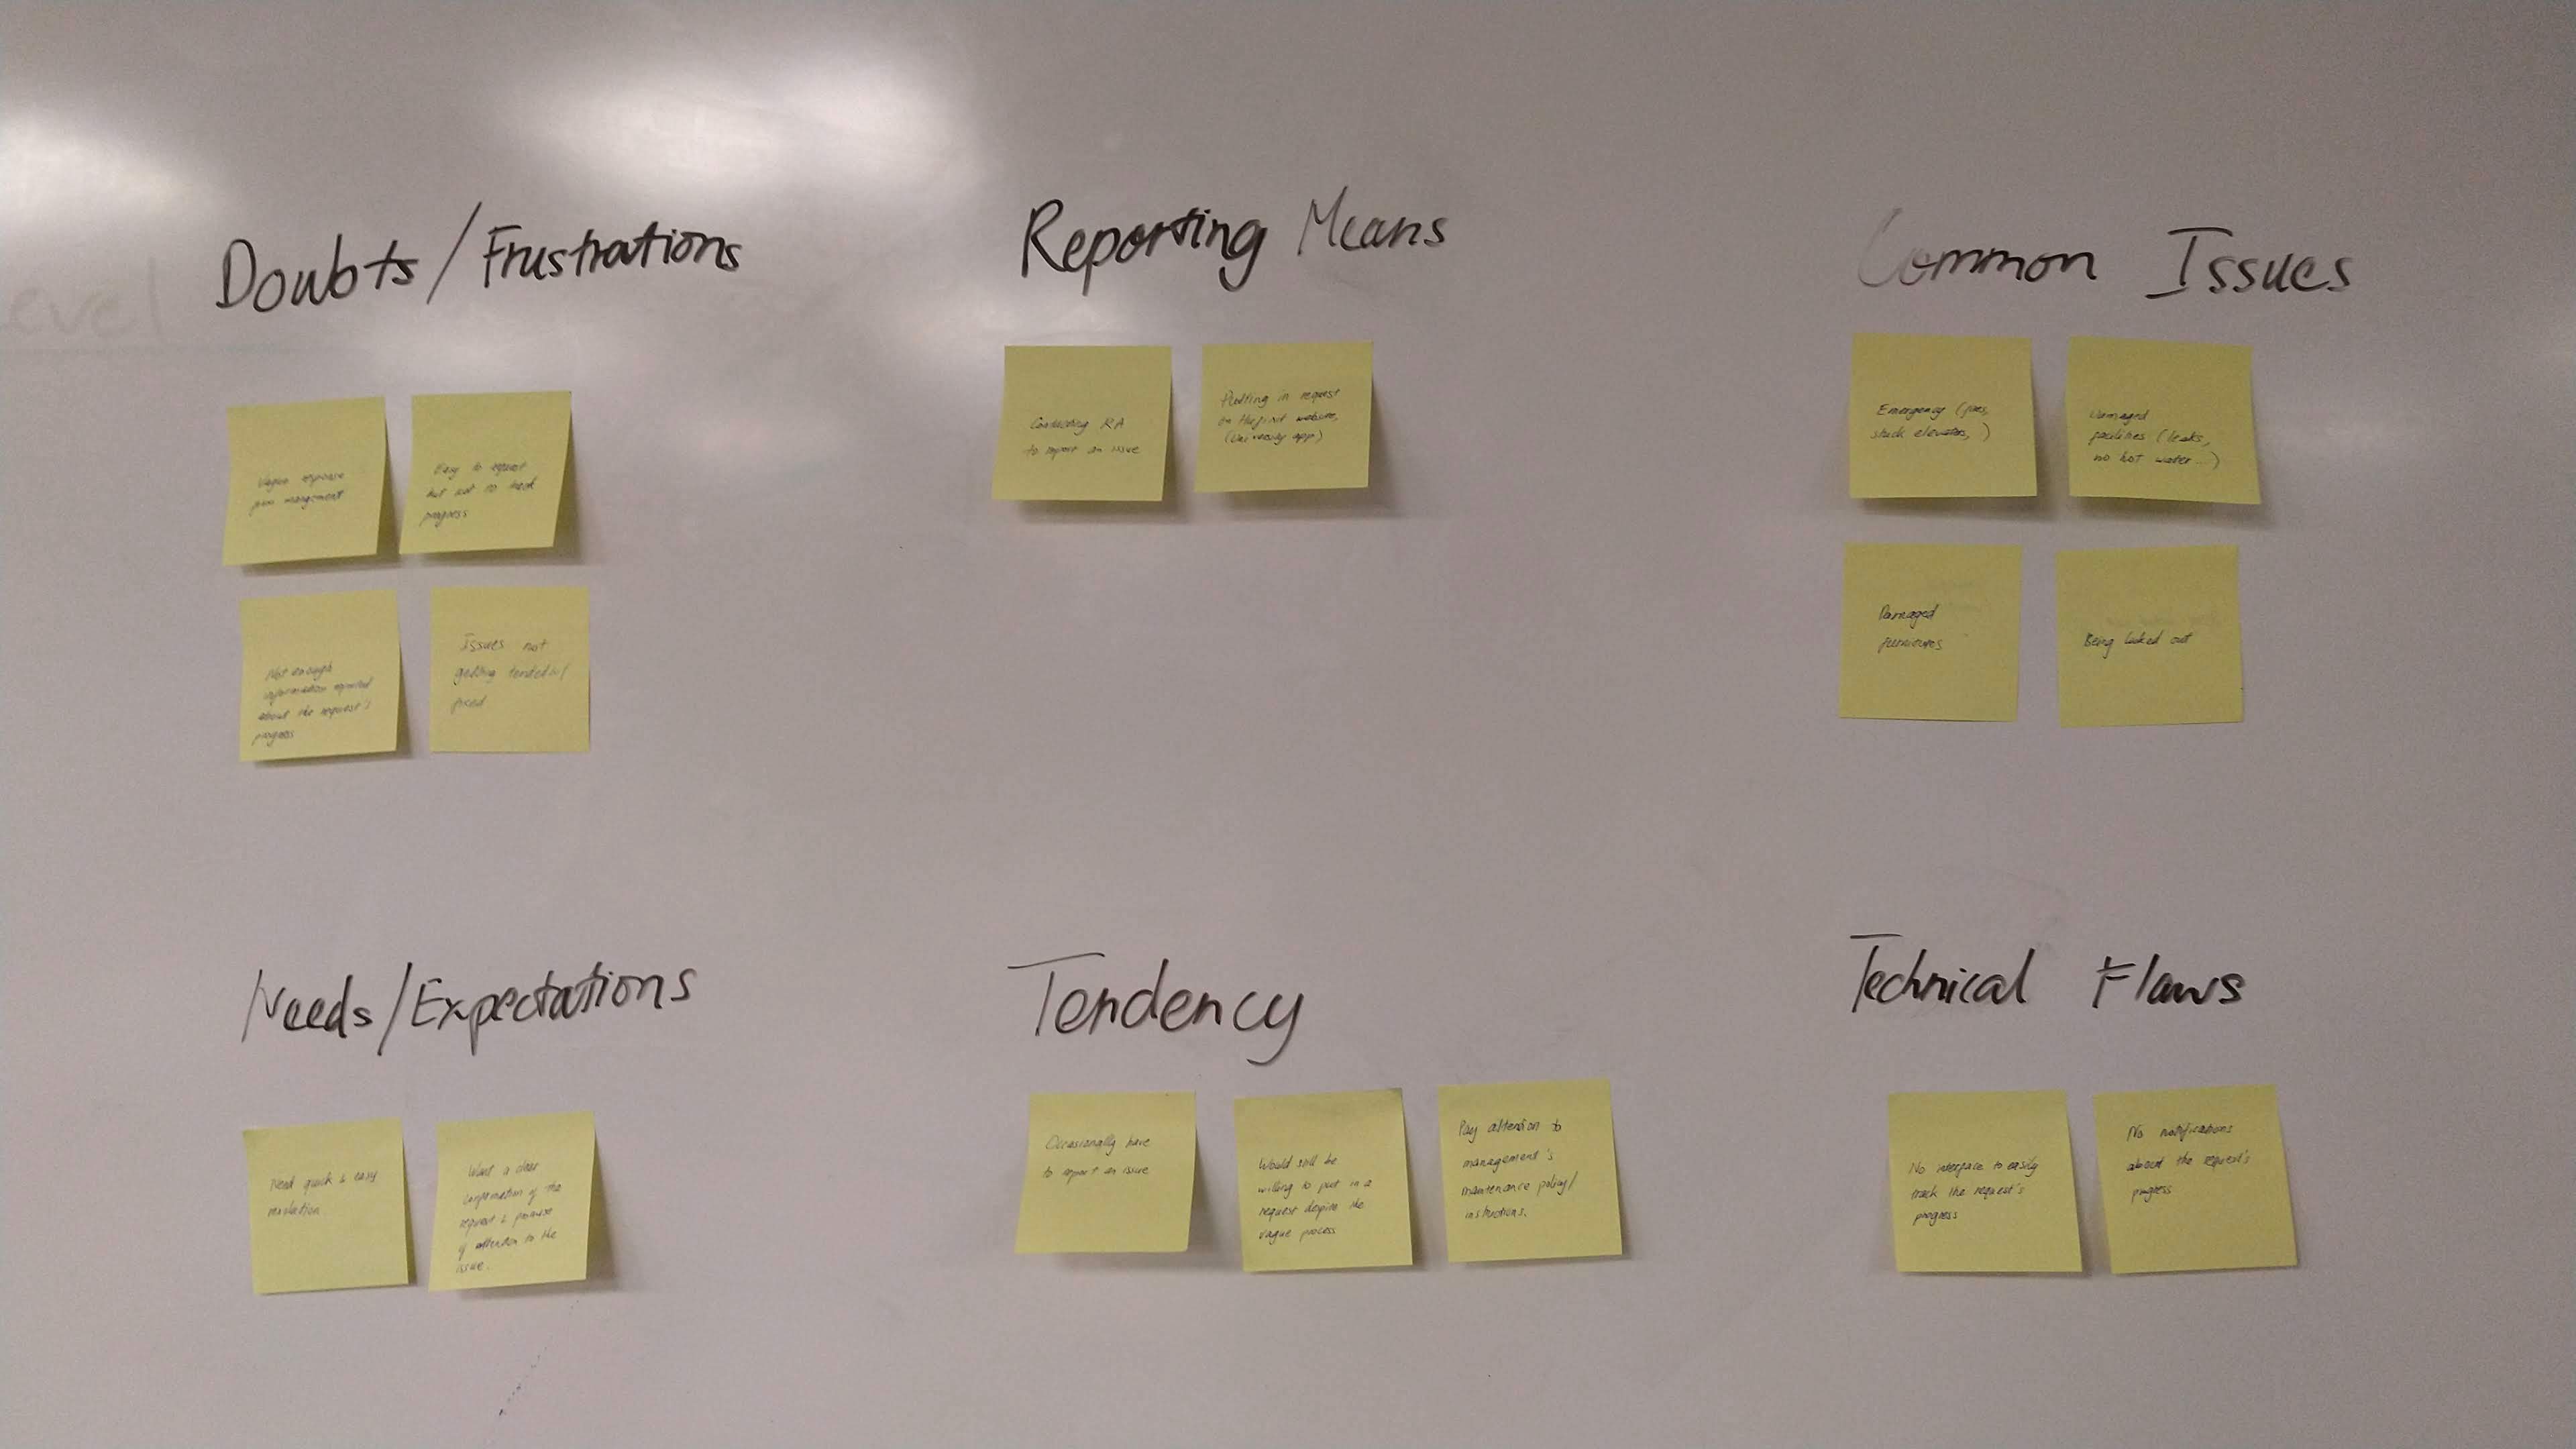 evel
Doubts/Frustrations
Vague response
from mangement
Easy to request
but not to track
progress
Not enough
information reported
about the request's
progress
Issues not
getting tended to/
fixed
Reporting Means
Contacting RA
to report an issue
Putting in request
on website,
(University app)
Common Issues
Emergency (fires,
stuck elevator, )
Damaged
facilities (leaks,
no hot water...)
Damaged
furnitures
Being locked out
Needs/Expectations
Need quick & easy
resolution
Want a clear
confirmation of the
request & promise
of attention to the
issue.
Tendency
Occasionally have
to report an issue
Would still be
willing to put in a
request despite the
vague process
Pay attention to
management's
maintenance policy/
instructions.
Technical Flaws
No interface to easily
track the request's
progress
No notifications
about the request's
progress